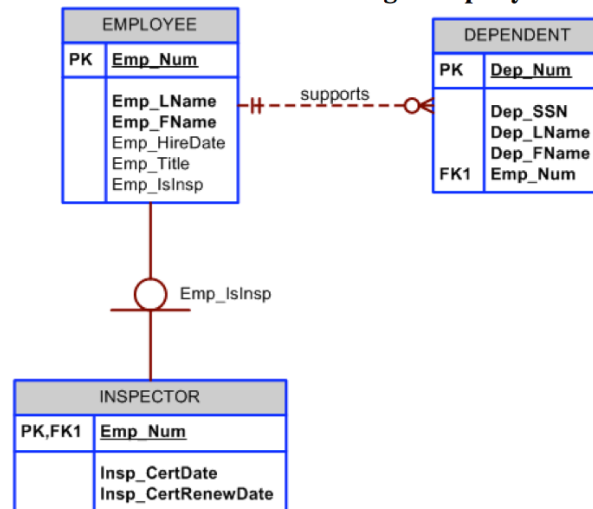 EMPLOYEE
PK Emp_Num
Emp_LName
Emp_FName
Emp_HireDate
Emp_Title
Emp_IsInsp
supports
DEPENDENT
PK Dep_Num
Dep_SSN
Dep_LName
Dep_FName
FK1 Emp_Num
Emp_IsInsp
INSPECTOR
PK,FK1 Emp_Num
Insp_CertDate
Insp_CertRenewDate